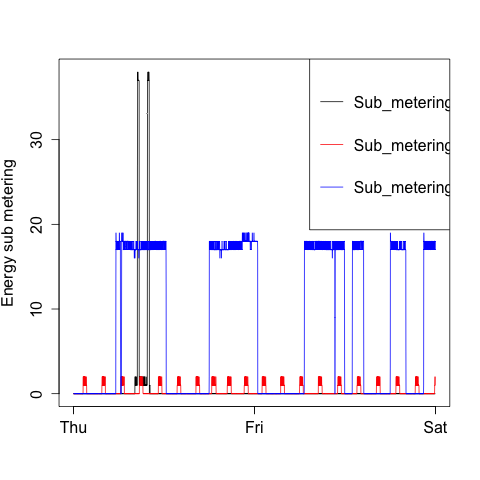 Energy sub metering
30
20
10
0
Sub_metering
Sub_metering
Sub_metering
Thu Fri Sat